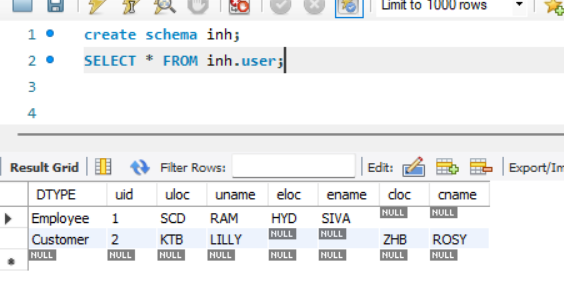 Limit to 1000 rows
1 create schema inh;
2 SELECT * FROM inh.user;
3
4
Result Grid Filter Rows: Edit: Export/Im
DTYPE uid uloc uname eloc ename cloc cname
Employee 1 SCD RAM HYD SIVA NULL NULL
Customer 2 KTB LILLY NULL NULL ZHB ROSY
NULL NULL NULL NULL NULL NULL NULL NULL